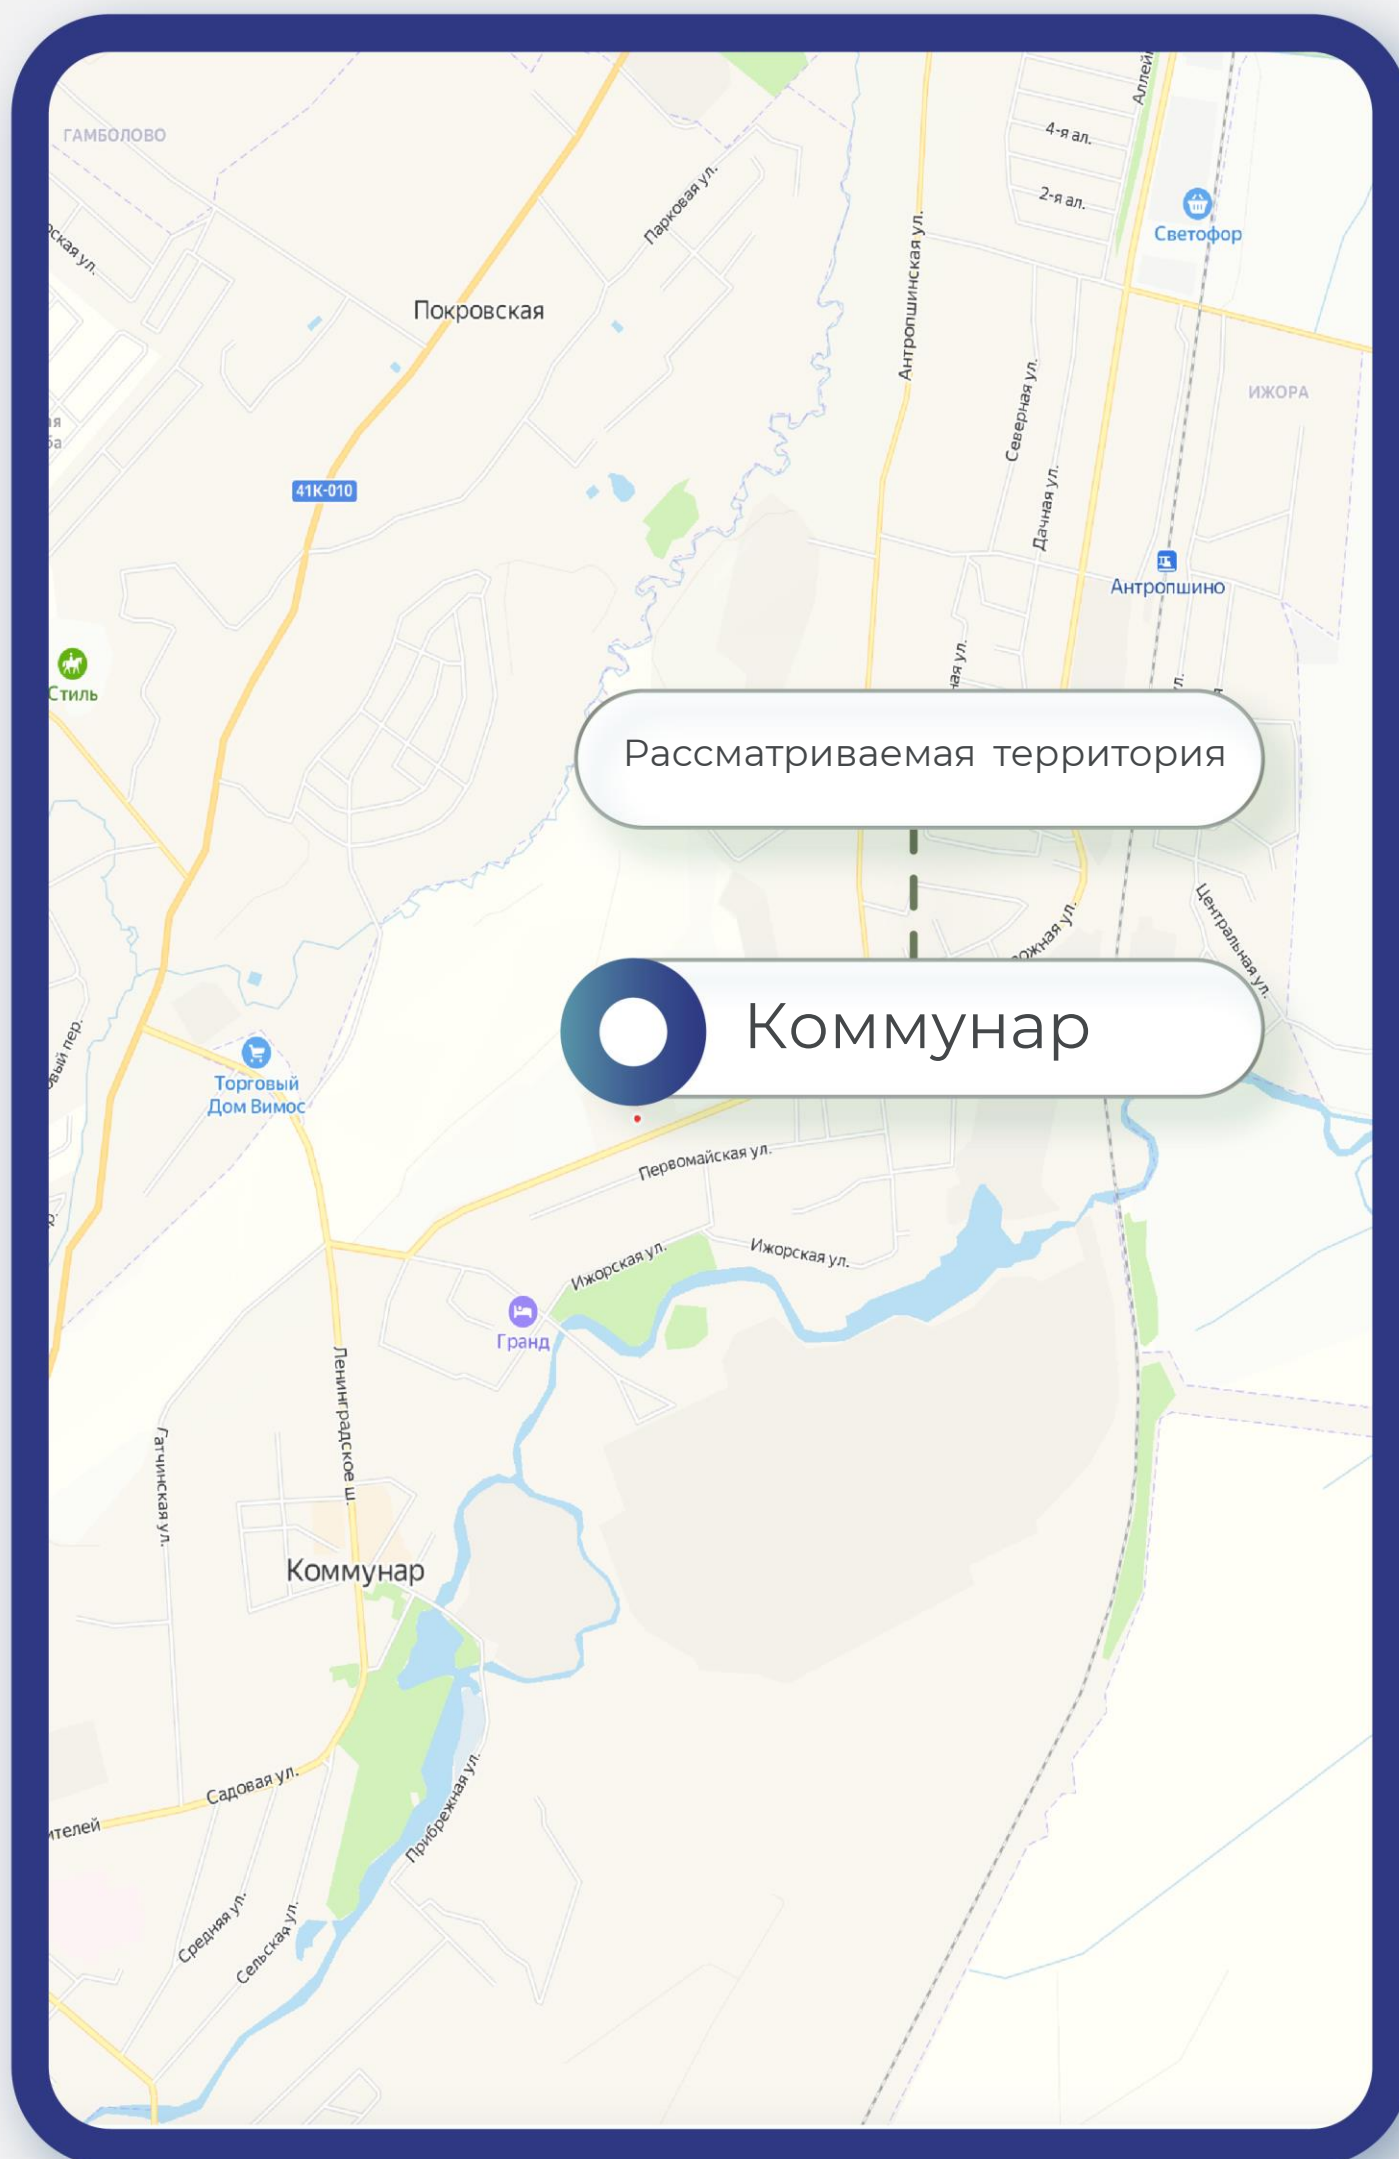 ГАМБОЛОВО
4-я ал.
2-я ал.
Светофор
Парковая ул.
Антропшинская ул.
Покровская
Северная ул.
ИЖОРА
41К-010
Дачная ул.
Антропшино
Стиль
Рассматриваемая территория
Центральная ул.
Коммунар
Торговый
Дом Вимос
Первомайская ул.
Ижорская ул.
Ижорская ул.
Гранд
Ленинградское ш.
Гатчинская ул.
Коммунар
Садовая ул.
Прибрежная ул.
Средняя ул.
Сельская ул.